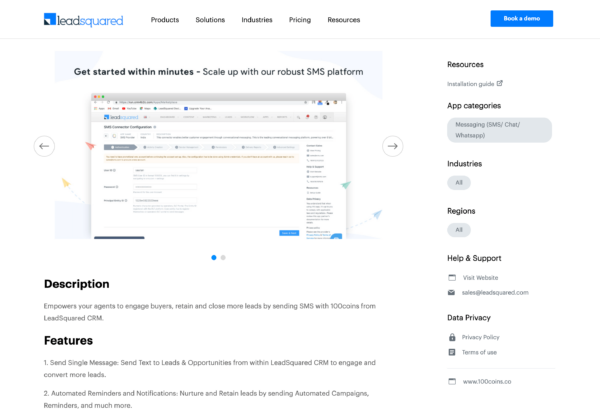 leadsquared
Products
Solutions
Industries
Pricing
Resources
Book a demo
Get started within minutes - Scale up with our robust SMS platform
leadsquared
SMS Connector Configuration
Description
Empowers your agents to engage buyers, retain and close more leads by sending SMS with 100coins from
LeadSquared CRM.
Features
1. Send Single Message: Send Text to Leads & Opportunities from within LeadSquared CRM to engage and
convert more leads.
2. Automated Reminders and Notifications: Nurture and Retain leads by sending Automated Campaigns,
Reminders, and much more.
Resources
Installation guide
App categories
Messaging (SMS/ Chat/
Whatsapp)
Industries
All
Regions
All
Help & Support
Visit Website
sales@leadsquared.com
Data Privacy
Privacy Policy
Terms of use
www.100coins.co